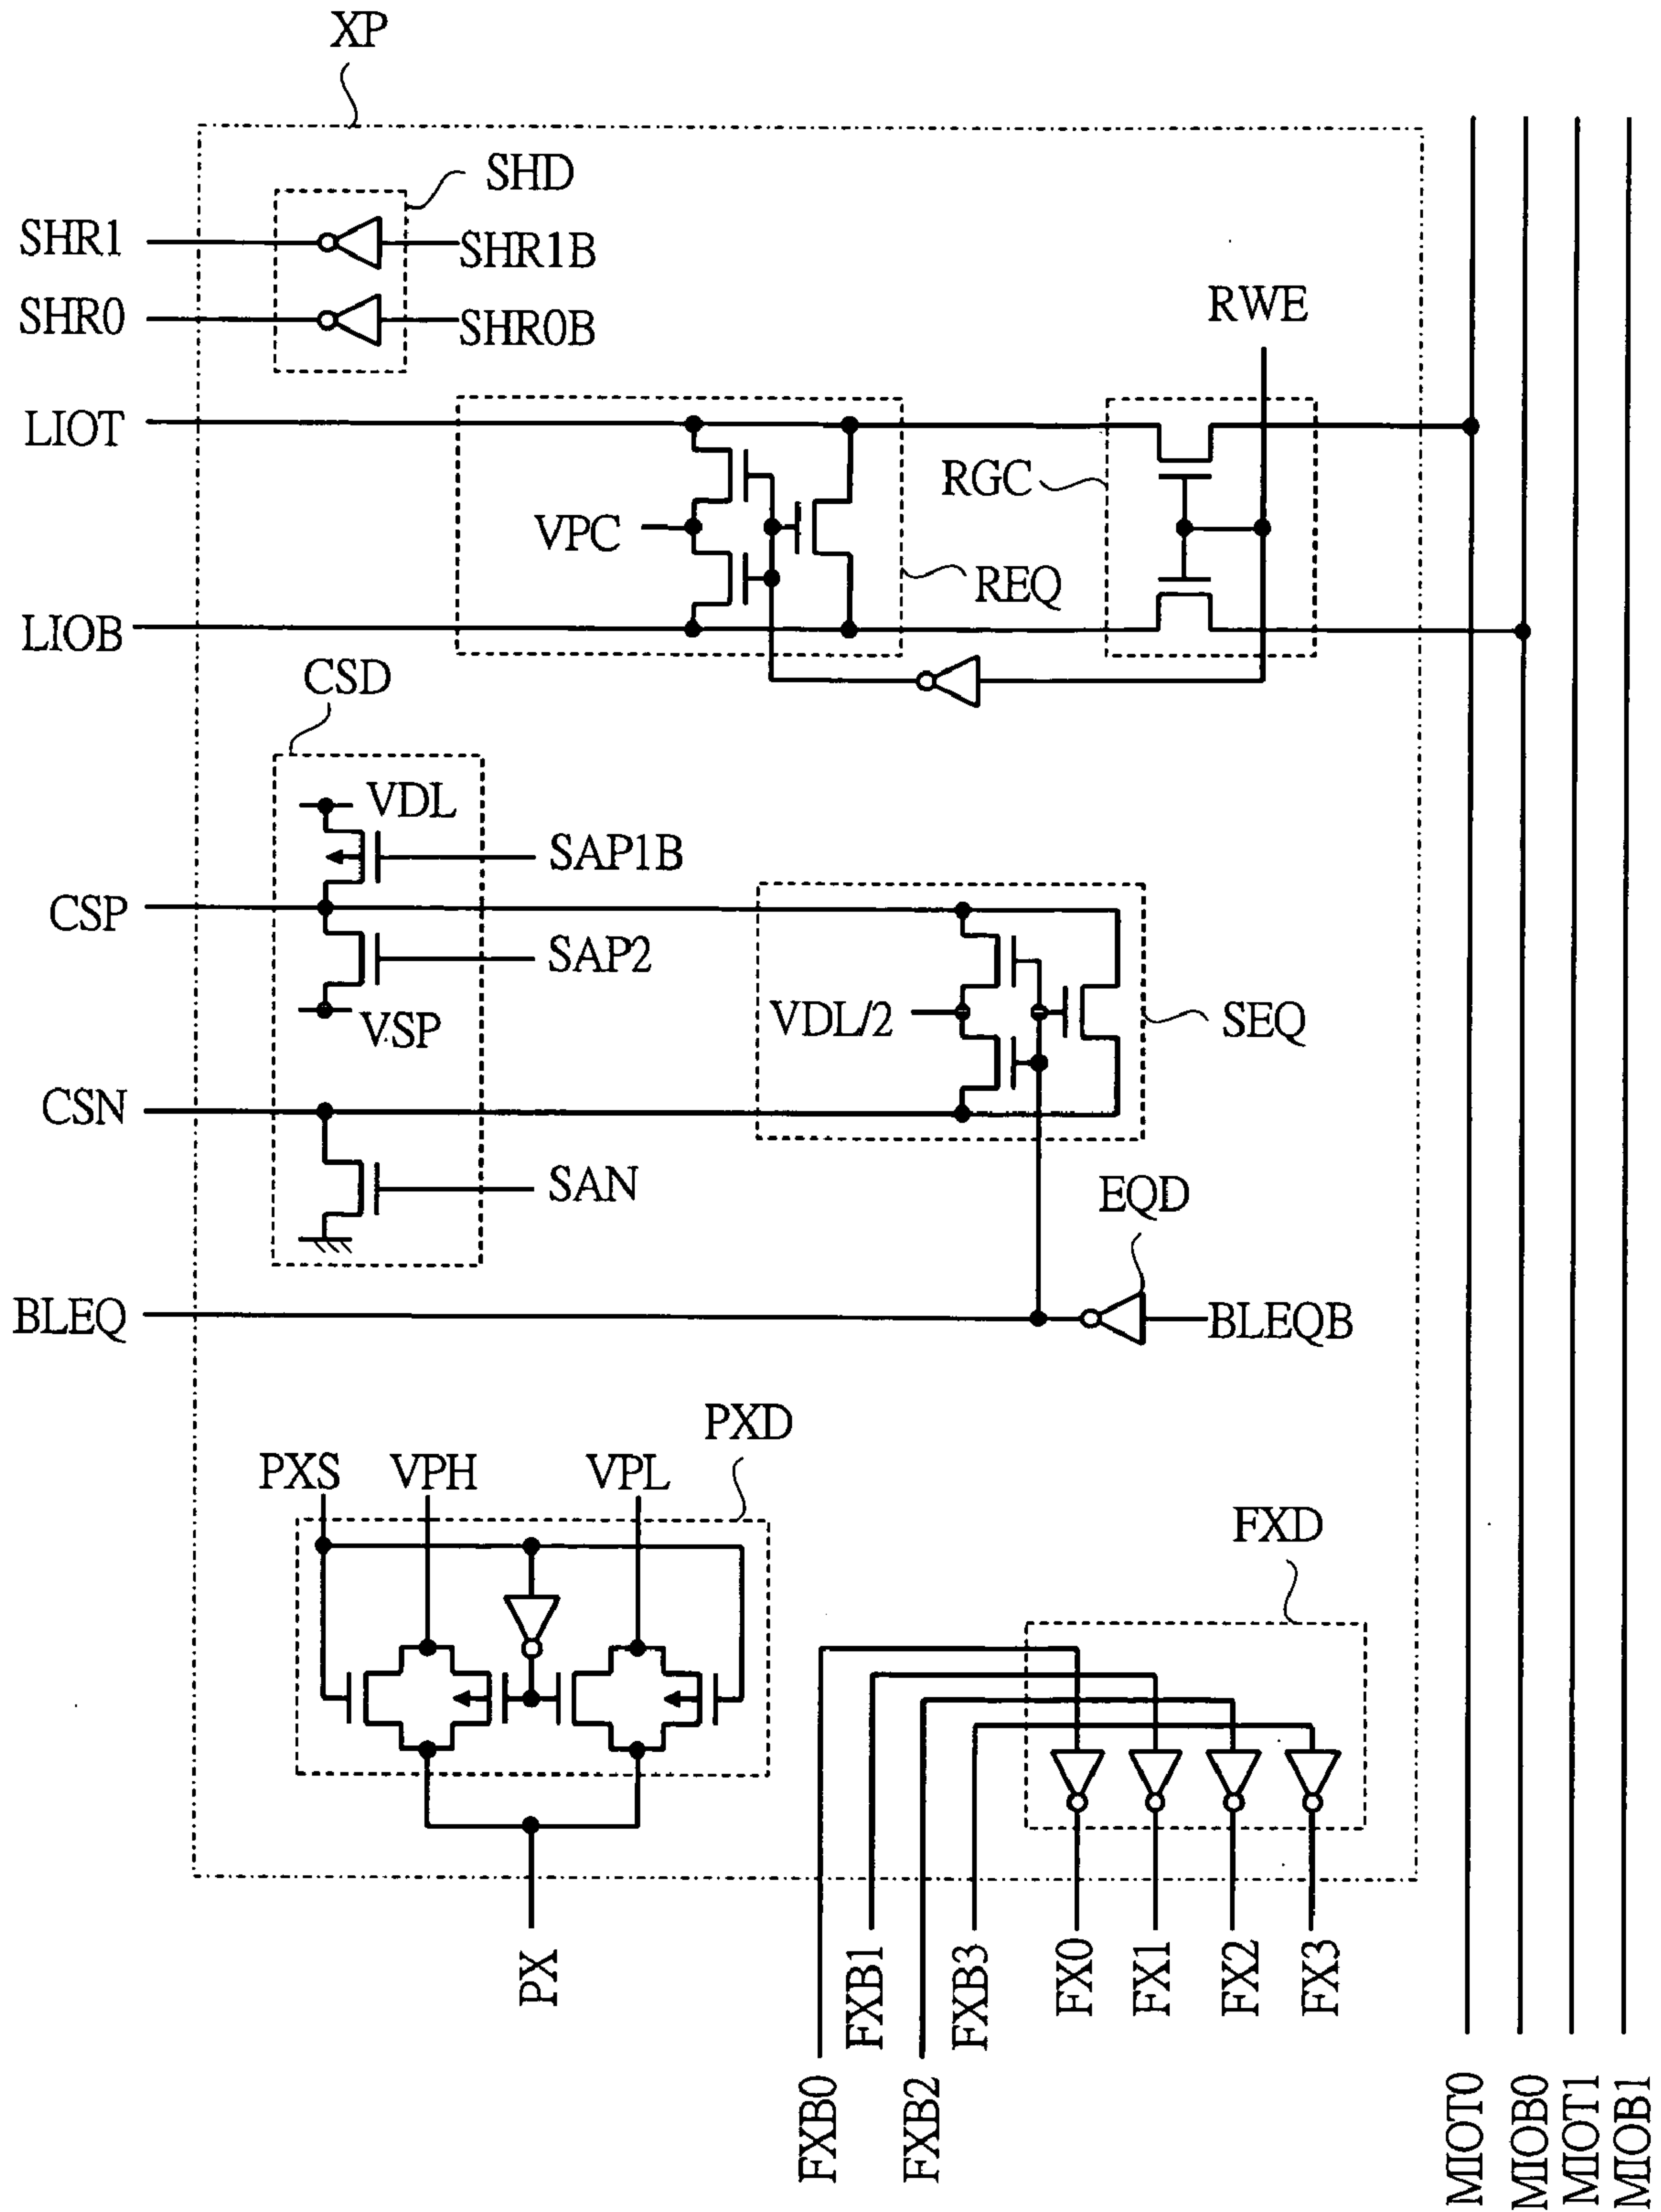 XP
SHD
SHR1
SHR1B
SHR0
SHR0B
RWE
LIOT
RGC
VPC
REQ
LIOB
CSD
VDL
SAP1B
CSP
SAP2
VDL/2
SEQ
VSP
CSN
SAN
EQD
BLEQ
BLEQB
PXD
PXS
VPH
VPL
FXD
PX
FXB0
FXB1
FXB2
FXB3
FX0
FX1
FX2
FX3
MIOT0
MIOB0
MIOT1
MIOB1